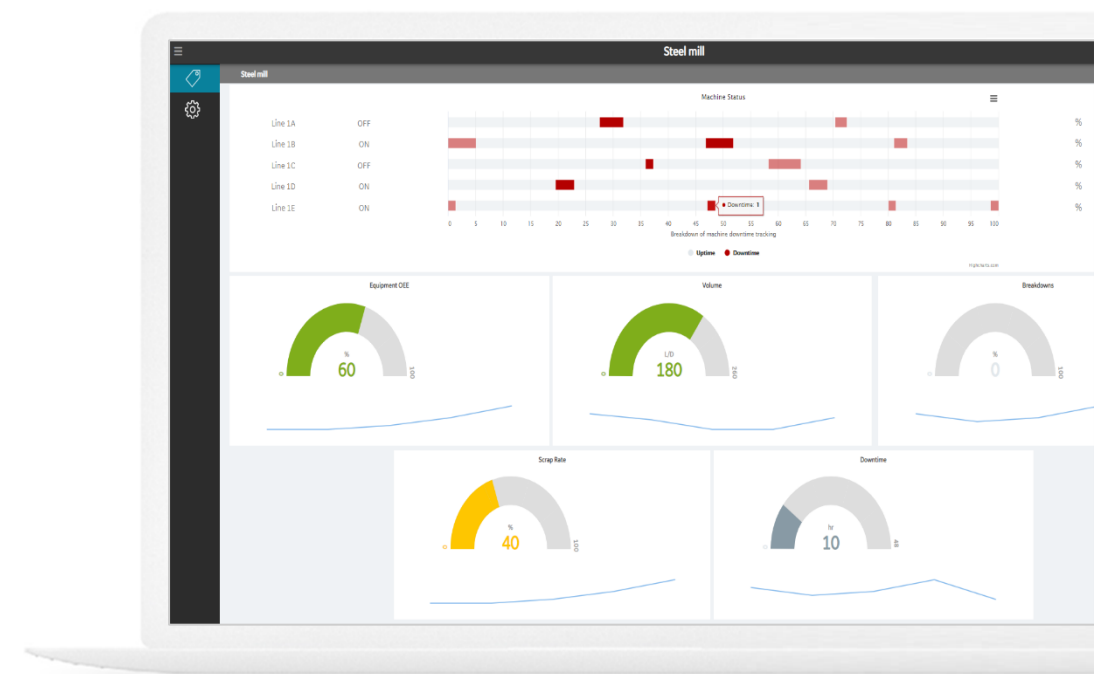 Steel mill
Steel mill
Machine Status
Line 1A OFF %
Line 1B ON %
Line 1C OFF %
Line 1D ON %
Line 1E ON %
Downtime: 1
0 5 10 15 20 25 30 35 40 45 50 55 60 65 70 75 80 85 90 95 100
Breakdown of machine downtime tracking
Uptime Downtime
Equipment OEE Volume Breakdowns
% L/D %
0 60 100 0 180 250 0 0 100
Scrap Rate Downtime
% hr
0 40 100 0 10 48